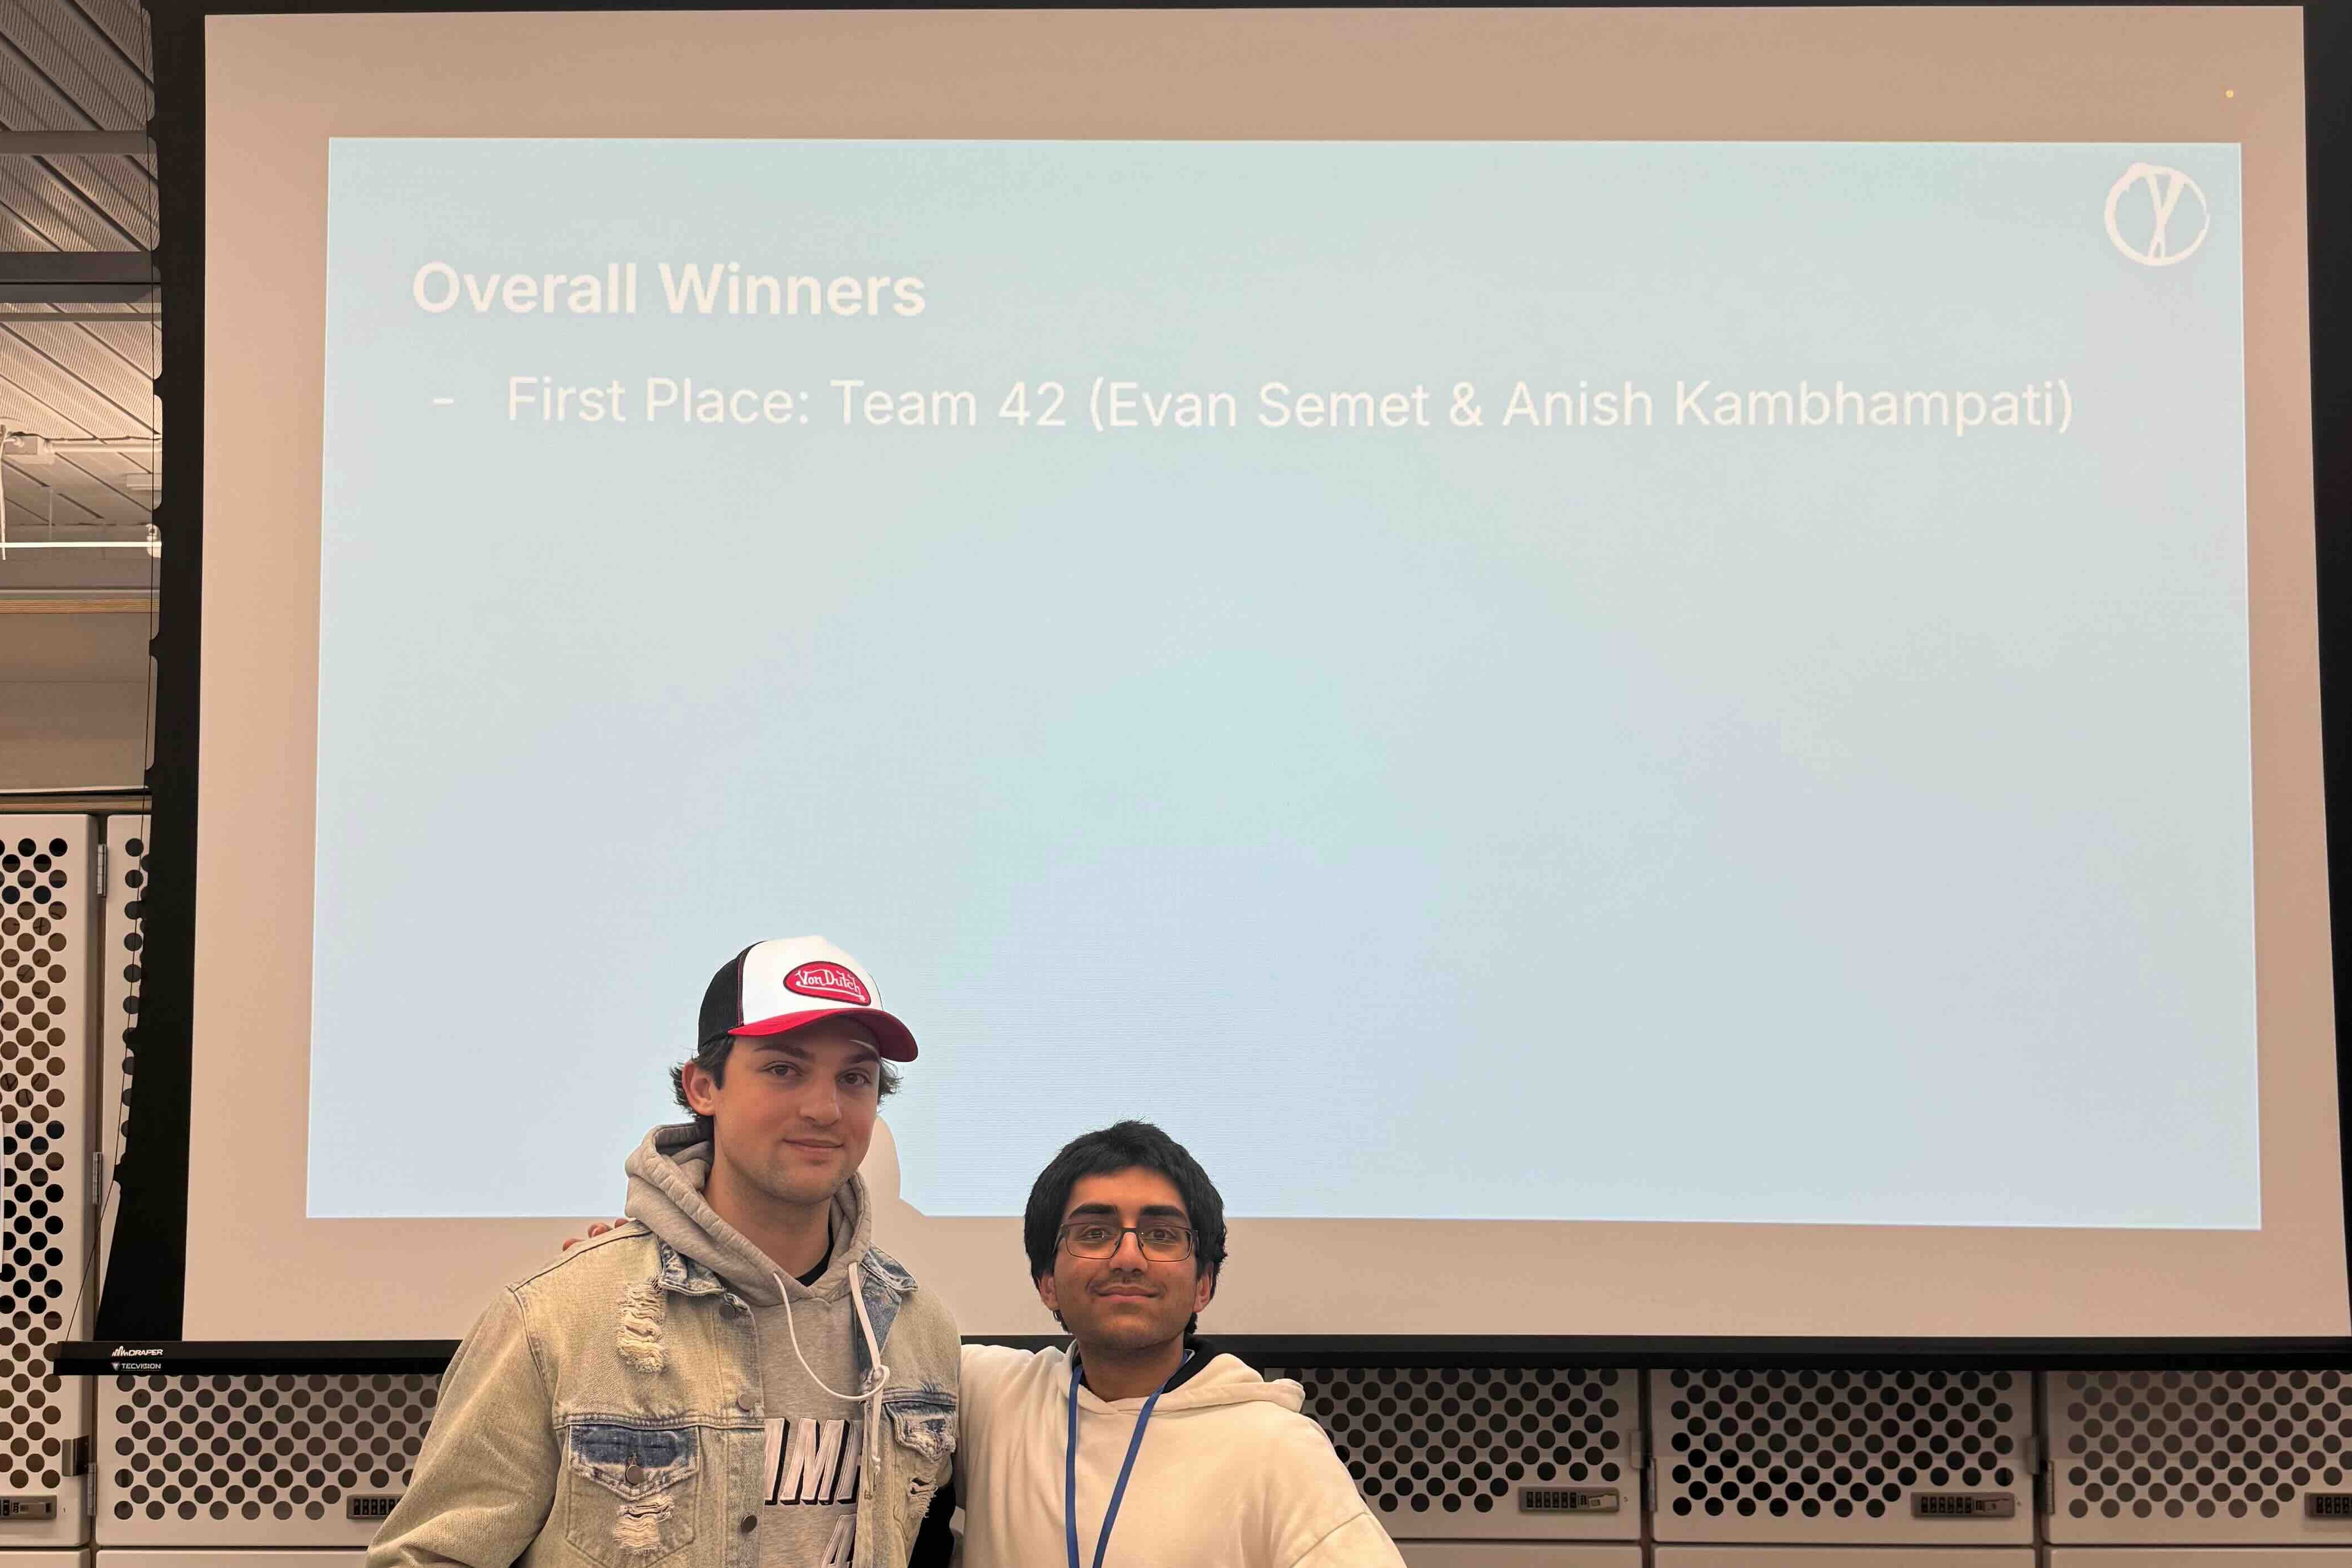 Overall Winners
- First Place: Team 42 (Evan Semet & Anish Kambhampati)
Von Dutch
DRAPER
TECVISION